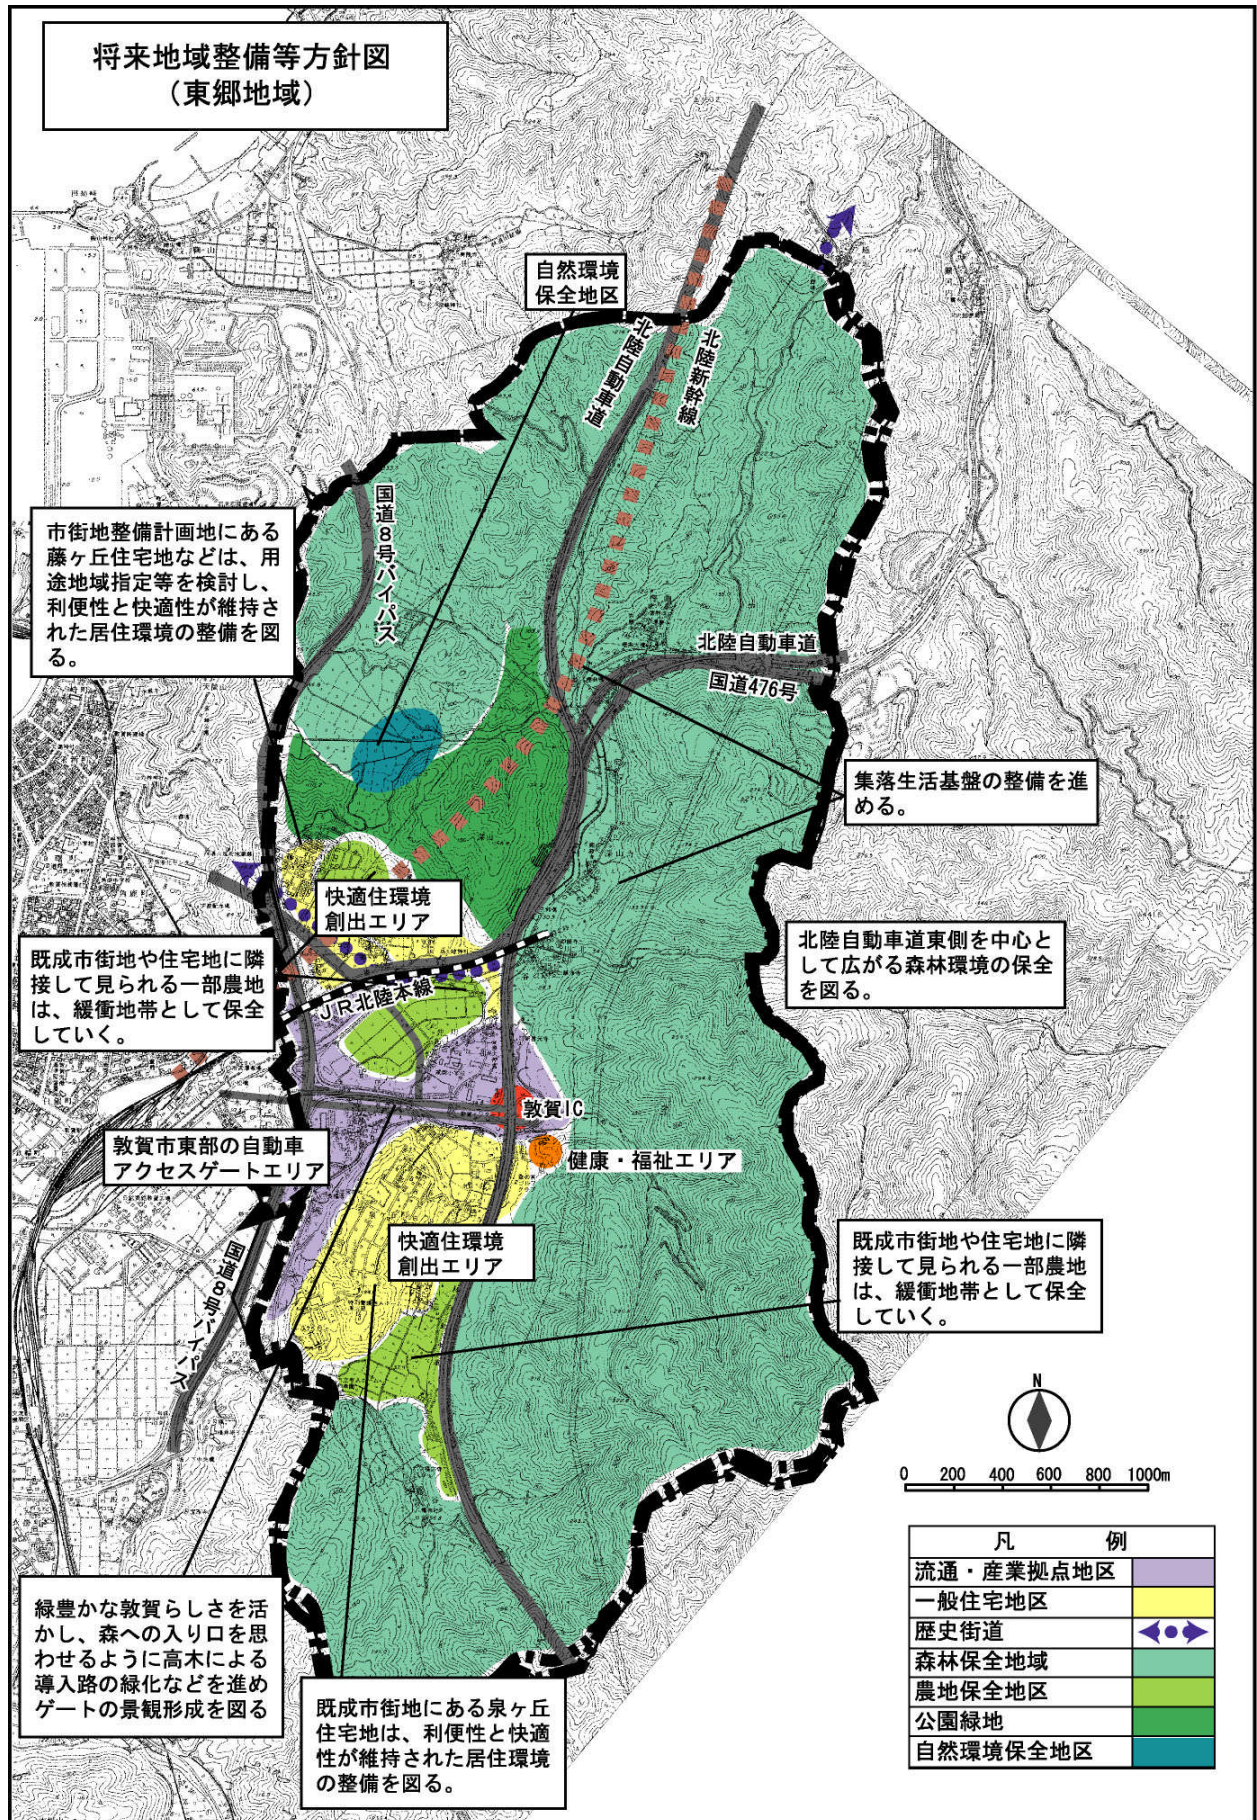 将来地域整備等方針図
（東郷地域）
自然環境
保全地区
北陸自動車道
北陸新幹線
国道8号バイパス
市街地整備計画地にある
藤ヶ丘住宅地などは、用
途地域指定等を検討し、
利便性と快適性が維持さ
れた居住環境の整備を図
る。
北陸自動車道
国道476号
集落生活基盤の整備を進
める。
快適住環境
創出エリア
既成市街地や住宅地に隣
接して見られる一部農地
は、緩衝地帯として保全
していく。
北陸自動車道東側を中心と
して広がる森林環境の保全
を図る。
JR北陸本線
敦賀IC
敦賀市東部の自動車
アクセスゲートエリア
健康・福祉エリア
快適住環境
創出エリア
国道8号バイパス
既成市街地や住宅地に隣
接して見られる一部農地
は、緩衝地帯として保全
していく。
N
0 200 400 600 800 1000m
緑豊かな敦賀らしさを活
かし、森への入り口を思
わせるように高木による
導入路の緑化などを進め
ゲートの景観形成を図る
既成市街地にある泉ヶ丘
住宅地は、利便性と快適
性が維持された居住環境
の整備を図る。
凡 例
流通・産業拠点地区
一般住宅地区
歴史街道
森林保全地域
農地保全地区
公園緑地
自然環境保全地区